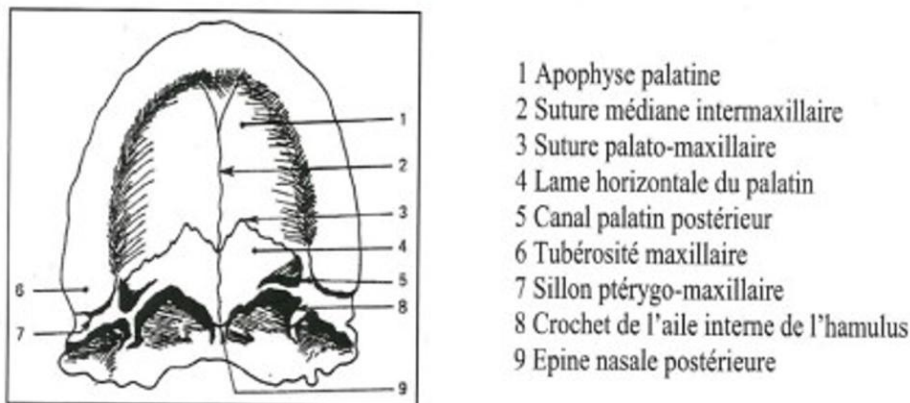 1
2
3
4
5
6
8
7
9
1 Apophyse palatine
2 Suture médiane intermaxillaire
3 Suture palato-maxillaire
4 Lame horizontale du palatin
5 Canal palatin postérieur
6 Tubérosité maxillaire
7 Sillon ptérygo-maxillaire
8 Crochet de l'aile interne de l'hamulus
9 Epine nasale postérieure